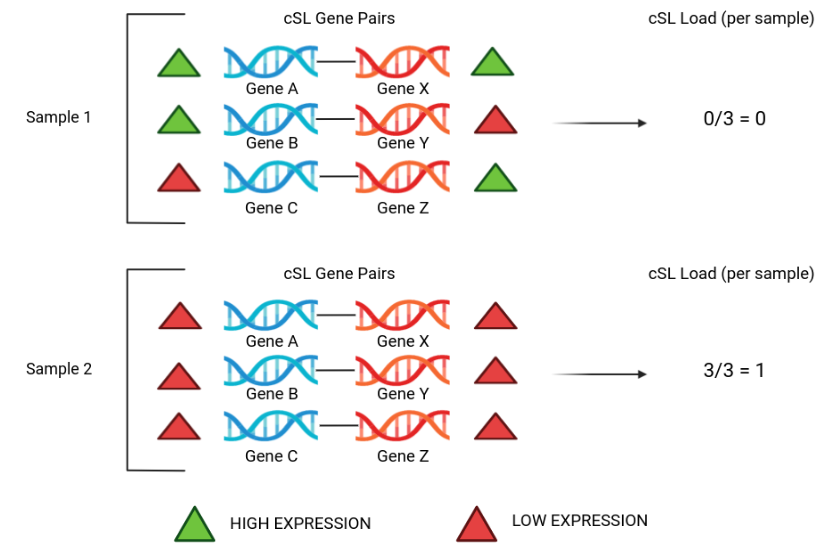 cSL Gene Pairs
cSL Load (per sample)
Sample 1
Gene A Gene X
Gene B Gene Y
0/3 = 0
Gene C Gene Z
cSL Gene Pairs
cSL Load (per sample)
Sample 2
Gene A Gene X
Gene B Gene Y
3/3 = 1
Gene C Gene Z
HIGH EXPRESSION
LOW EXPRESSION